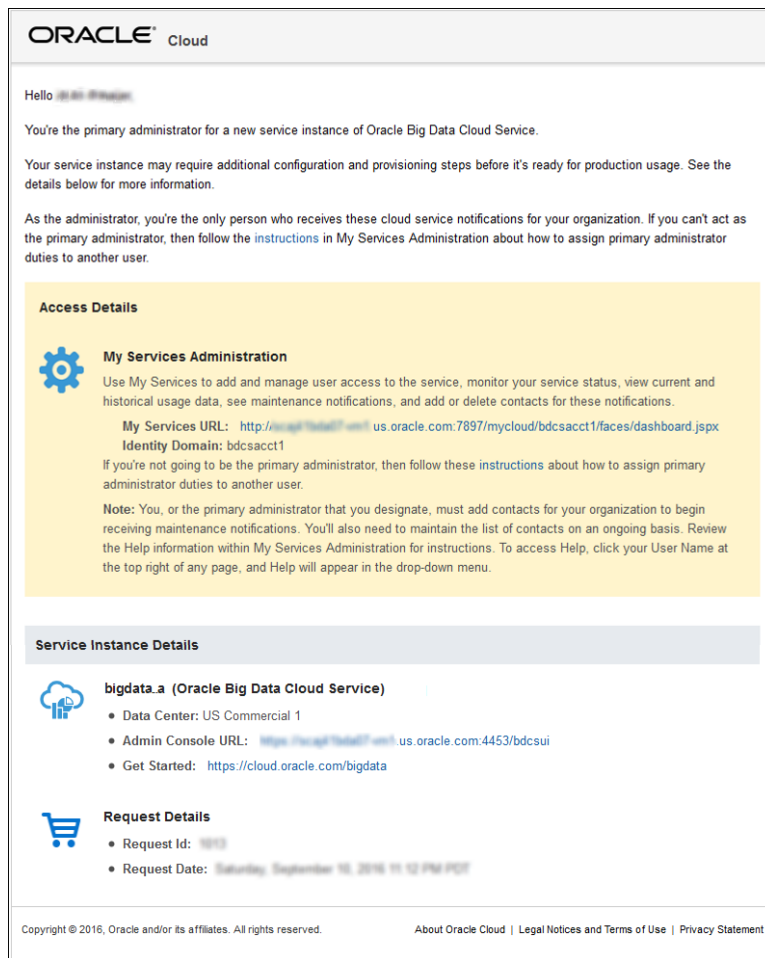 ORACLE® Cloud
Hello
You're the primary administrator for a new service instance of Oracle Big Data Cloud Service.
Your service instance may require additional configuration and provisioning steps before it's ready for production usage. See the
details below for more information.
As the administrator, you're the only person who receives these cloud service notifications for your organization. If you can't act as
the primary administrator, then follow the instructions in My Services Administration about how to assign primary administrator
duties to another user.
Access Details
My Services Administration
Use My Services to add and manage user access to the service, monitor your service status, view current and
historical usage data, see maintenance notifications, and add or delete contacts for these notifications.
My Services URL: http:/ us.oracle.com:7897/mycloud/bdcsacct1/faces/dashboard.jspx
Identity Domain: bdcsacct1
If you're not going to be the primary administrator, then follow these instructions about how to assign primary
administrator duties to another user.
Note: You, or the primary administrator that you designate, must add contacts for your organization to begin
receiving maintenance notifications. You'll also need to maintain the list of contacts on an ongoing basis. Review
the Help information within My Services Administration for instructions. To access Help, click your User Name at
the top right of any page, and Help will appear in the drop-down menu.
Service Instance Details
bigdata..a (Oracle Big Data Cloud Service)
• Data Center: US Commercial 1
• Admin Console URL: .us.oracle.com:4453/bdcsui
• Get Started: https://cloud.oracle.com/bigdata
Request Details
• Request Id:
• Request Date:
Copyright © 2016, Oracle and/or its affiliates. All rights reserved. About Oracle Cloud | Legal Notices and Terms of Use | Privacy Statement